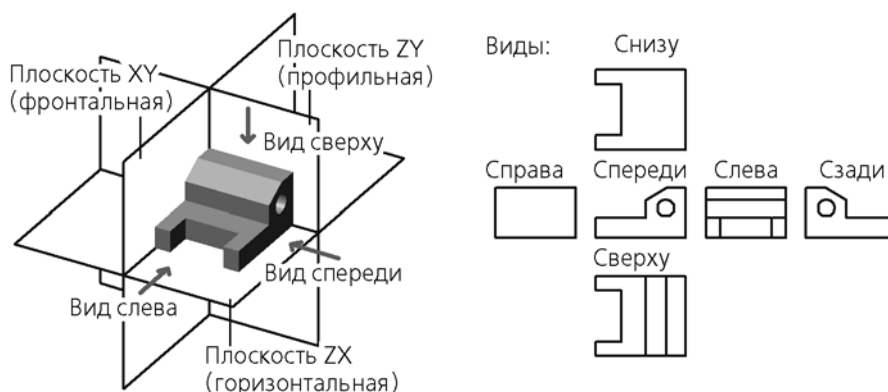 Плоскость XY
(фронтальная)
Плоскость ZY
(профильная)
Вид сверху
Вид спереди
Вид слева
Плоскость ZX
(горизонтальная)
Виды:
Снизу
Справа
Спереди
Слева
Сзади
Сверху